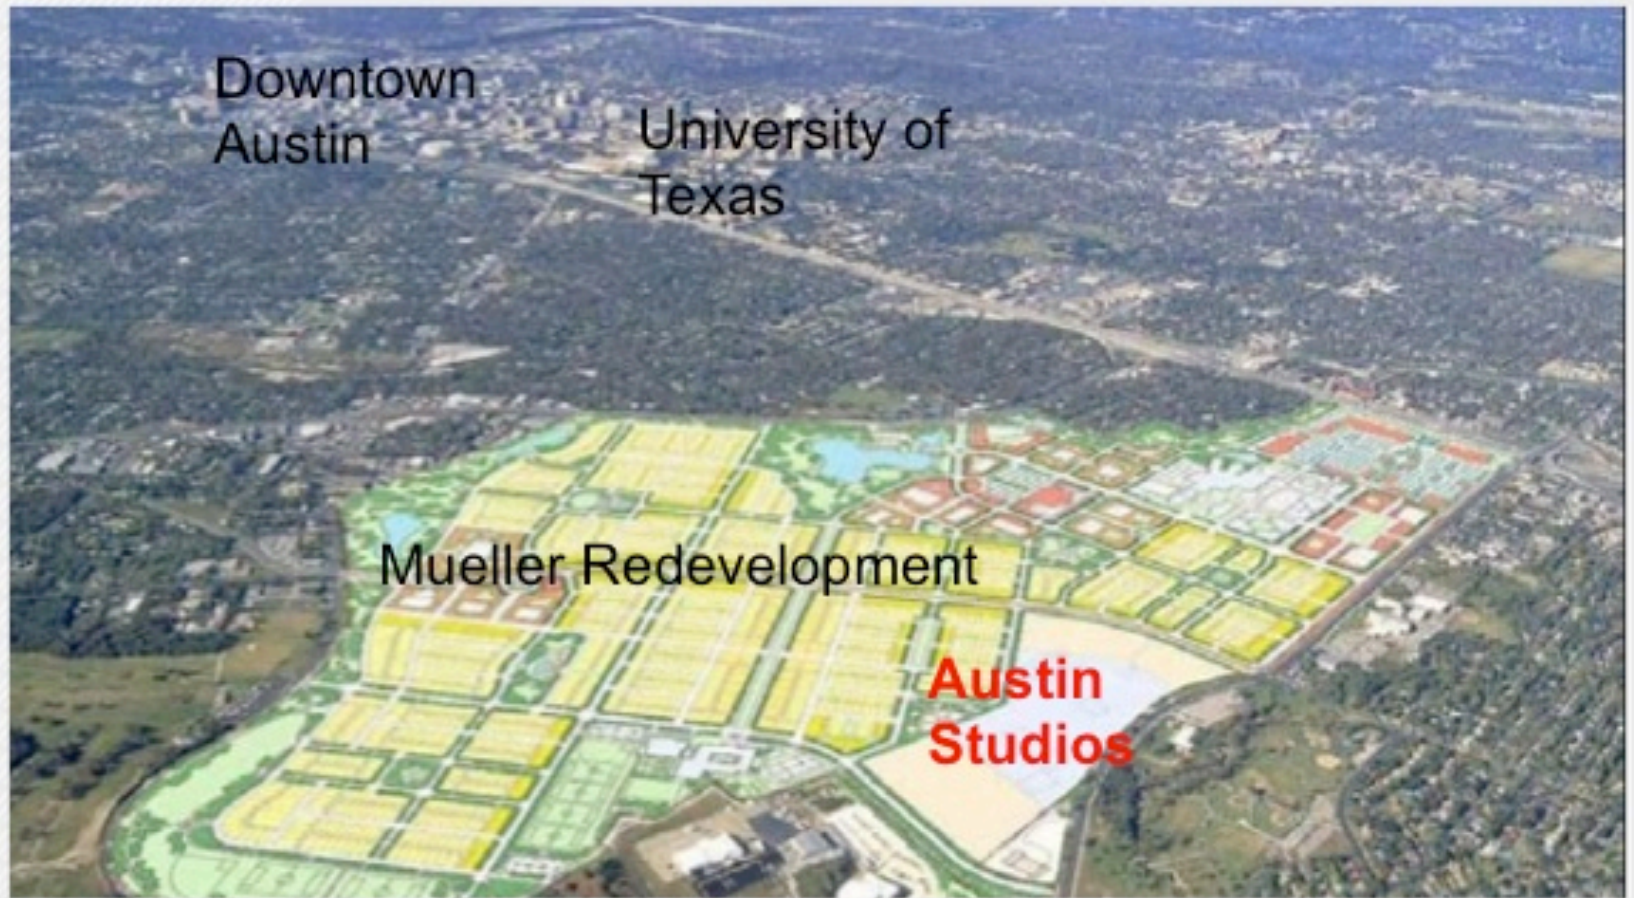 Downtown
Austin
University of
Texas
Mueller Redevelopment
Austin
Studios